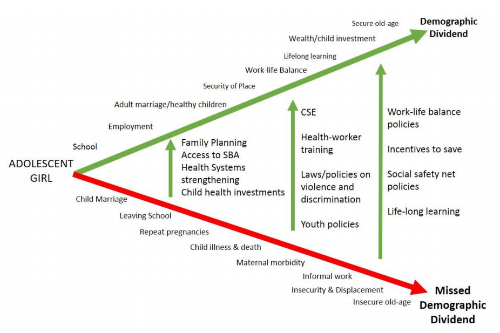 Secure old-age
Demographic
Dividend
Wealth/child investment
Lifelong learning
Work-life Balance
Security of Place
Adult marriage/healthy children
Employment
School
ADOLESCENT
GIRL
Family Planning
Access to SBA
Health Systems
strengthening
Child health investments
CSE
Health-worker
training
Laws/policies on
violence and
discrimination
Youth policies
Work-life balance
policies
Incentives to save
Social safety net
policies
Life-long learning
Child Marriage
Leaving School
Repeat pregnancies
Child illness & death
Maternal morbidity
Informal work
Insecurity & Displacement
Insecure old-age
Missed
Demographic
Dividend